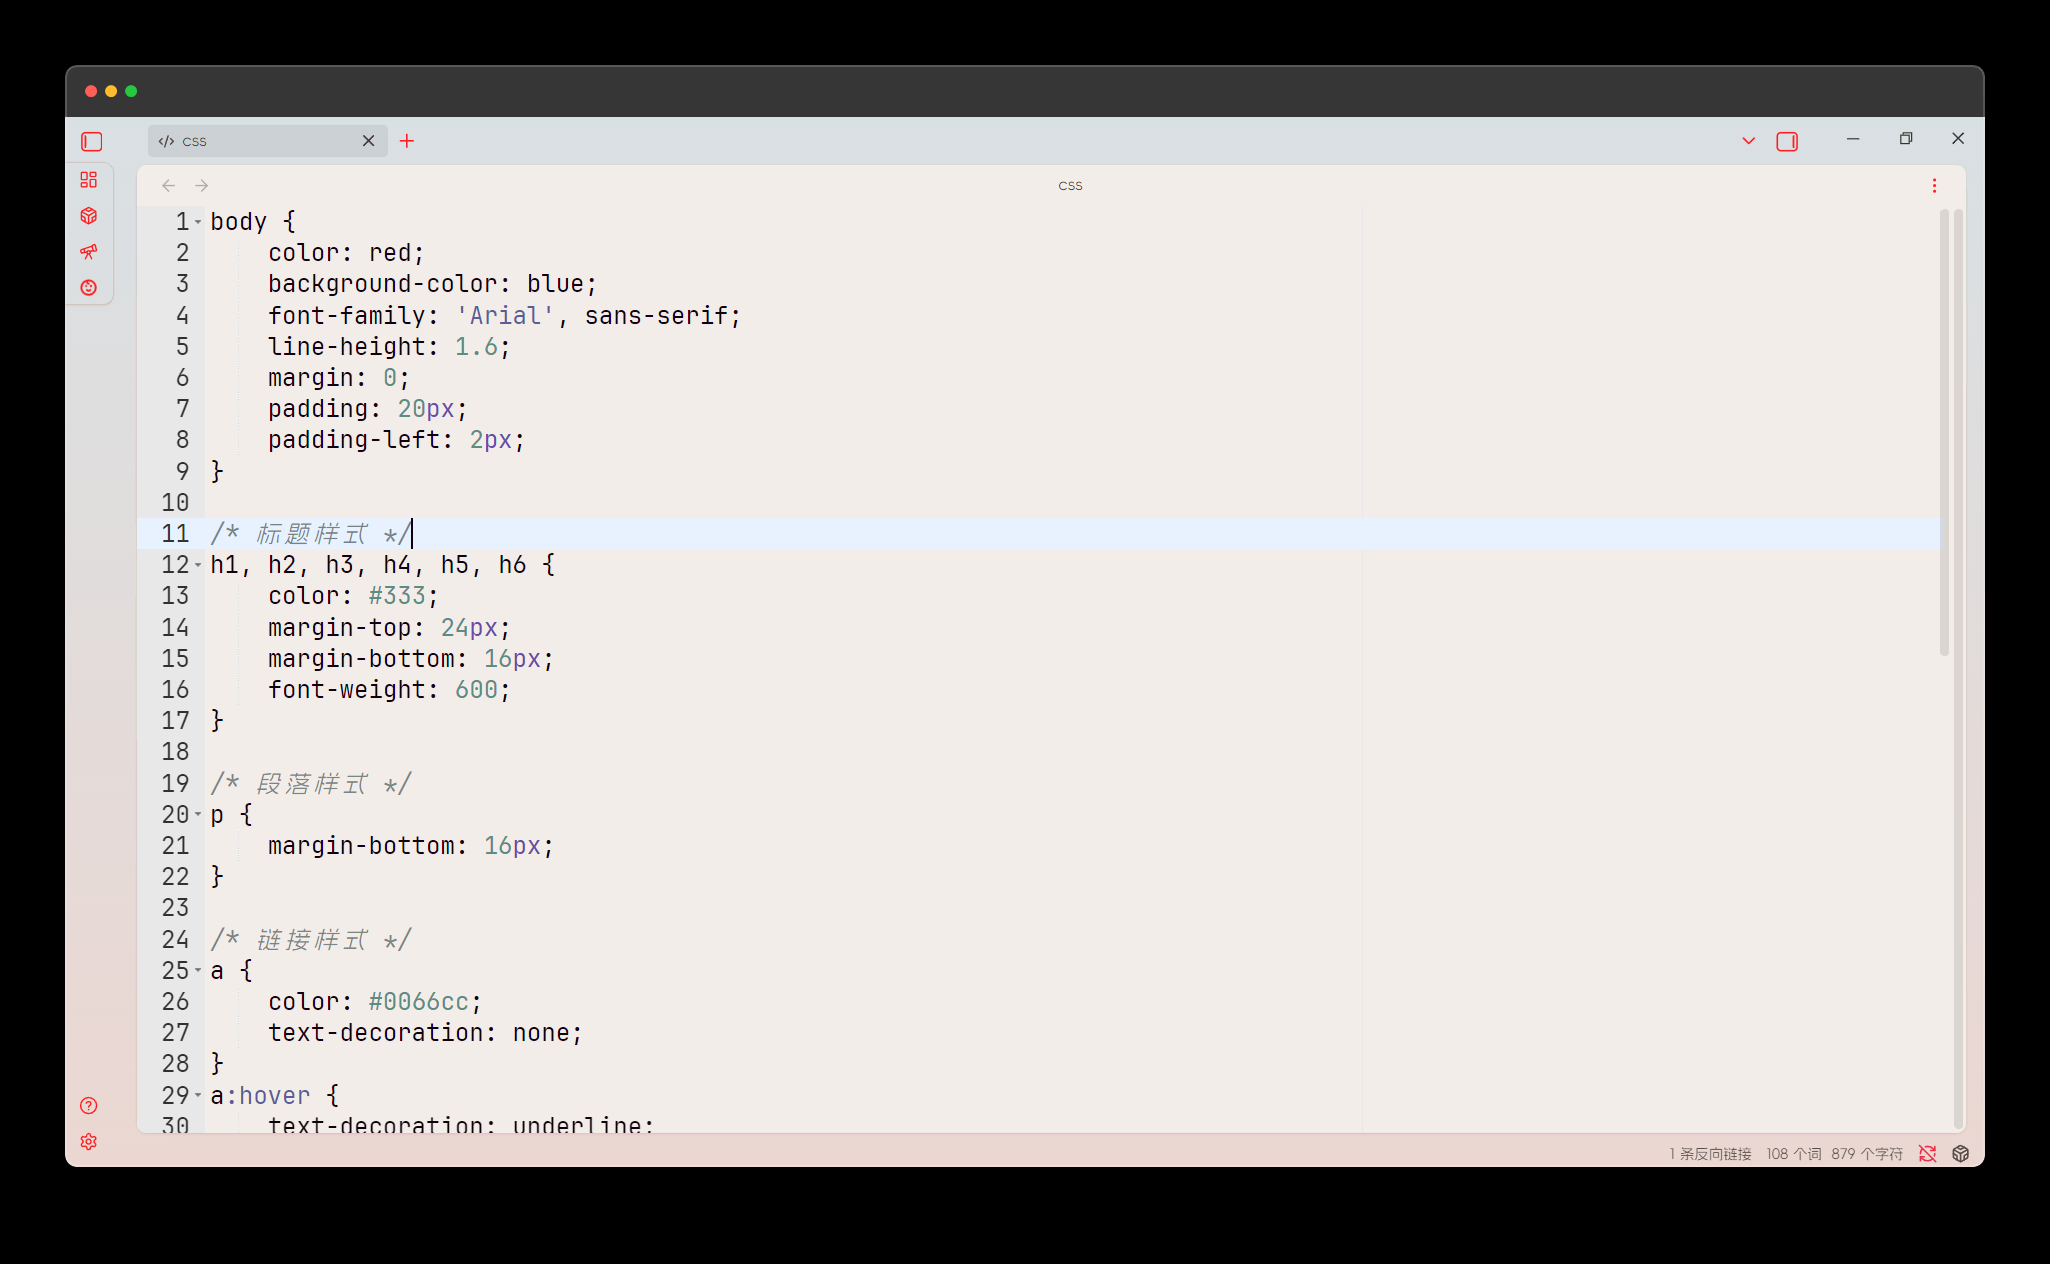 CSS
CSS
1 body {
2     color: red;
3     background-color: blue;
4     font-family: 'Arial', sans-serif;
5     line-height: 1.6;
6     margin: 0;
7     padding: 20px;
8     padding-left: 2px;
9 }
10
11 /* 标题样式 */
12 h1, h2, h3, h4, h5, h6 {
13     color: #333;
14     margin-top: 24px;
15     margin-bottom: 16px;
16     font-weight: 600;
17 }
18
19 /* 段落样式 */
20 p {
21     margin-bottom: 16px;
22 }
23
24 /* 链接样式 */
25 a {
26     color: #0066cc;
27     text-decoration: none;
28 }
29 a:hover {
30     text-decoration: underline;
1 条反向链接 108 个词 879 个字符